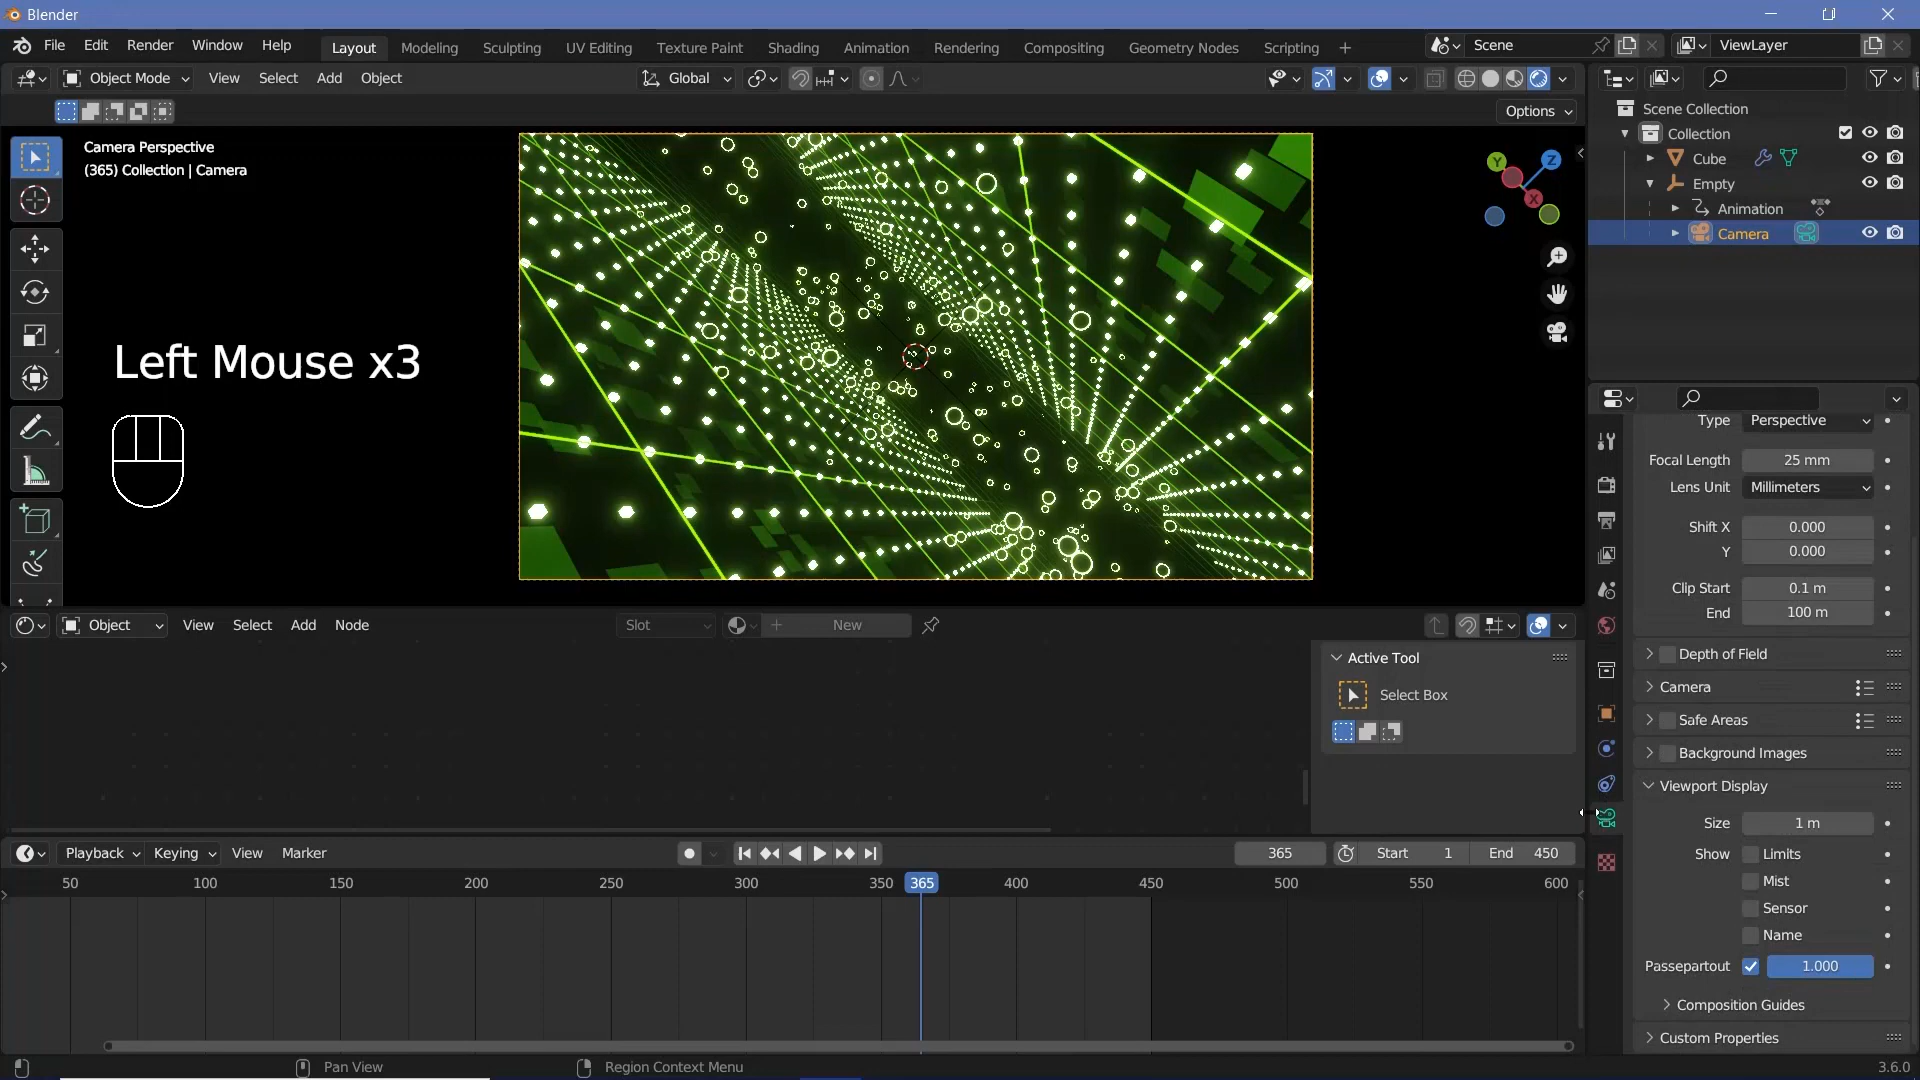 Blender
File Edit Render Window Help
Layout Modeling Sculpting UV Editing Texture Paint Shading Animation Rendering Compositing Geometry Nodes Scripting +
Scene
ViewLayer
Object Mode View Select Add Object
Global
Options
Camera Perspective
(365) Collection | Camera
Y
Z
X
Left Mouse x3
Scene Collection
Collection
Cube
Empty
Animation
Camera
Type Perspective
Focal Length 25 mm
Lens Unit Millimeters
Shift X 0.000
Y 0.000
Clip Start 0.1 m
End 100 m
Depth of Field
Camera
Safe Areas
Background Images
Viewport Display
Size 1 m
Show Limits
Mist
Sensor
Name
Passepartout 1.000
Composition Guides
Custom Properties
Object View Select Add Node
Slot
New
Active Tool
Select Box
Playback Keying View Marker
365
Start 1 End 450
50 100 150 200 250 300 350 365 400 450 500 550 600
Pan View
Region Context Menu
3.6.0